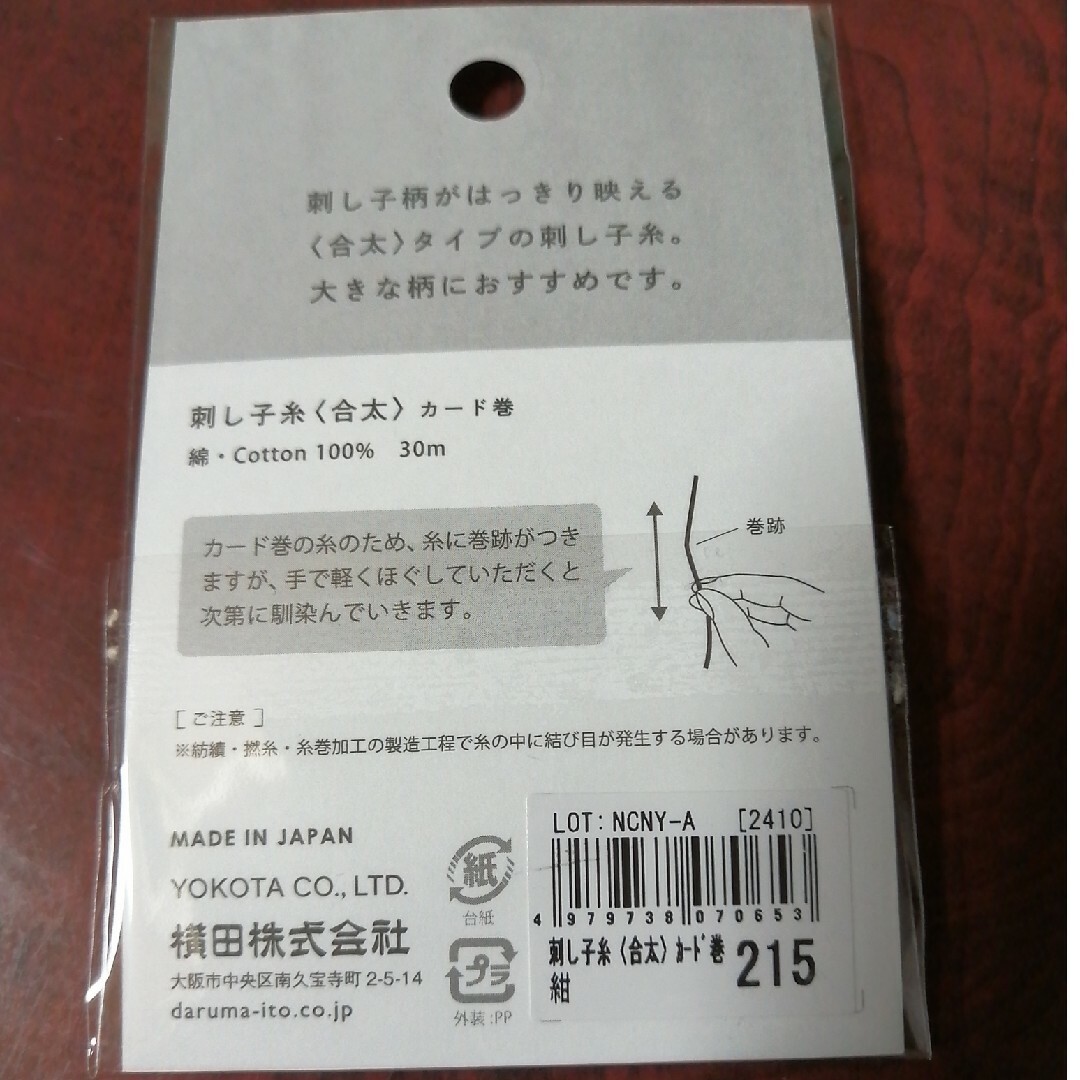 刺し子柄がはっきり映える
〈合太〉タイプの刺し子糸。
大きな柄におすすめです。
刺し子糸〈合太〉カード巻
綿・Cotton 100% 30m
カード巻の糸のため、糸に巻跡がつき
ますが、手で軽くほぐしていただくと
次第に馴染んでいきます。
巻跡
[ご注意]
※紡績・撚糸・糸巻加工の製造工程で糸の中に結び目が発生する場合があります。
MADE IN JAPAN
YOKOTA CO., LTD.
横田株式会社
大阪市中央区南久宝寺町 2-5-14
daruma-ito.co.jp
紙
台紙
プラ
外装:PP
LOT: NCNY-A [2410]
4 979738 070653
刺し子糸〈合太〉ｶｰﾄﾞ巻
紺
215